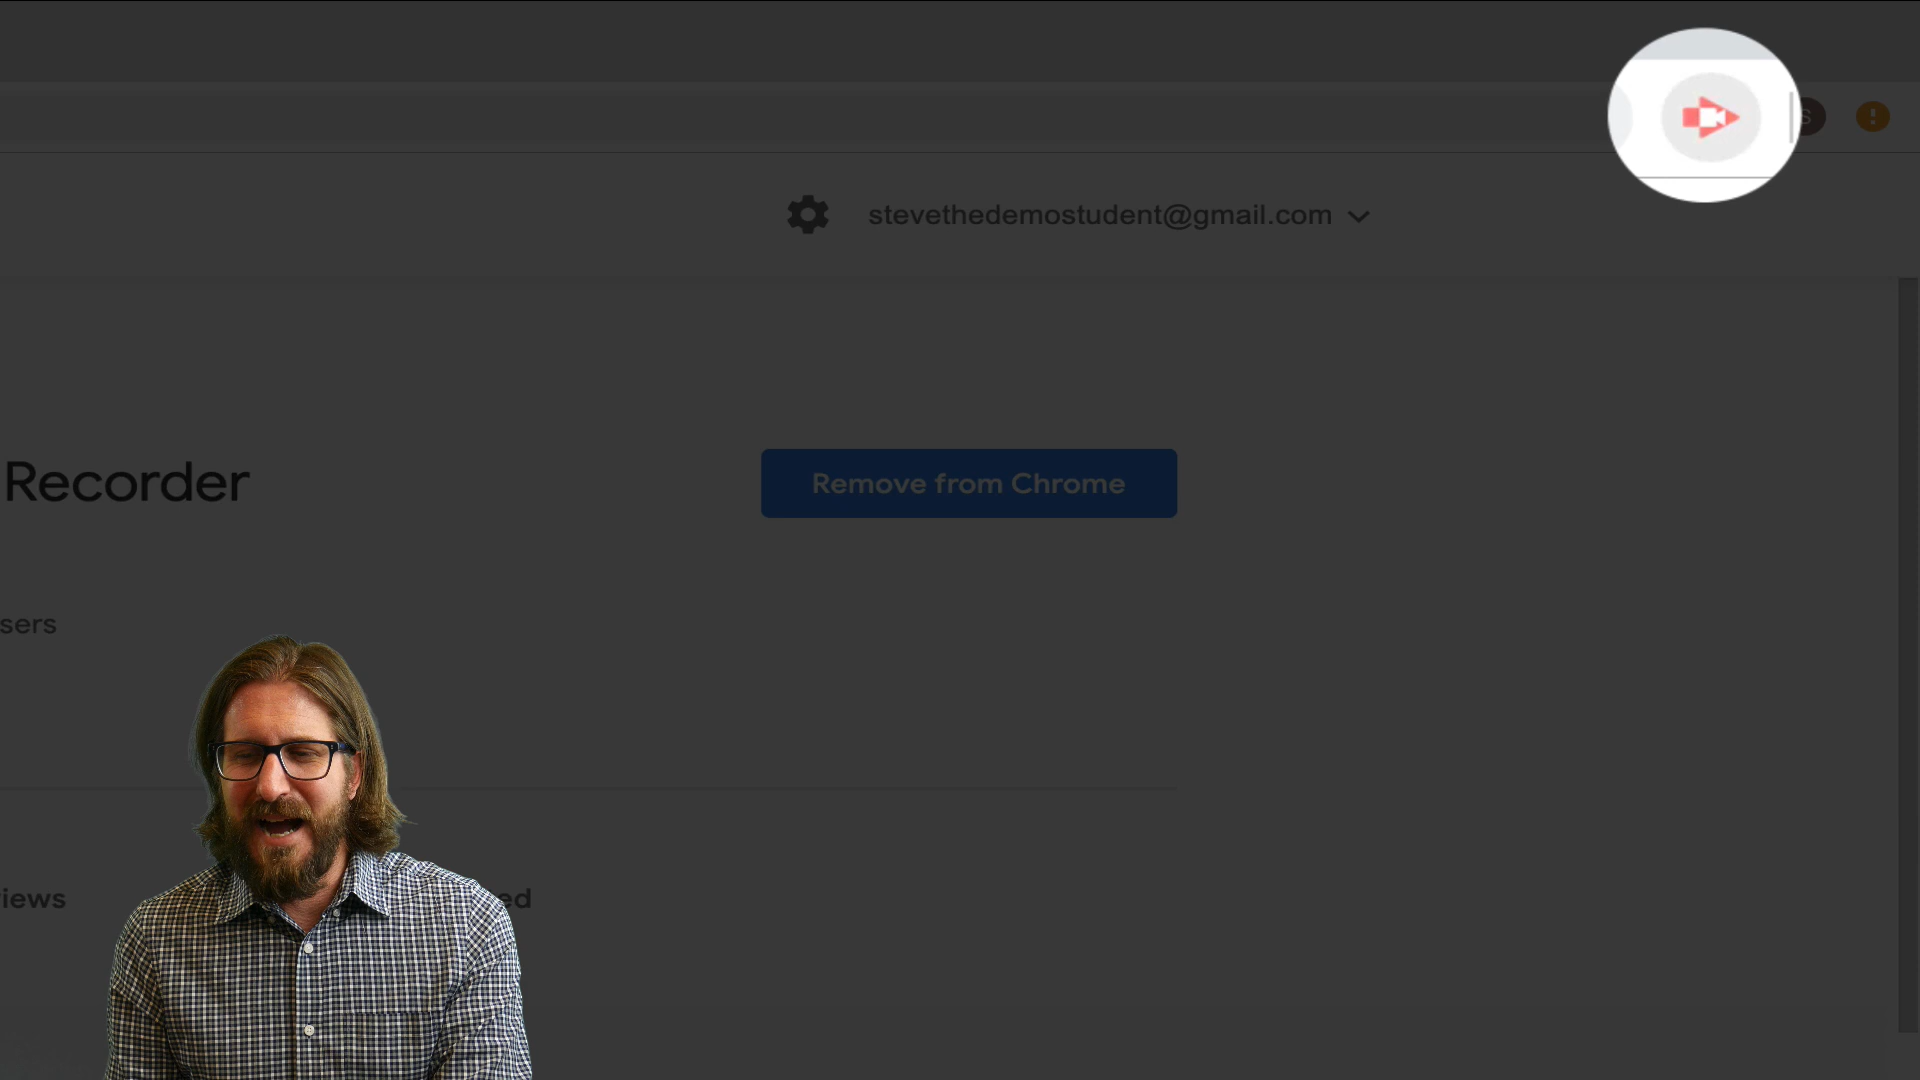 S
stevethedemostudent@gmail.com
Recorder
Remove from Chrome
sers
iews
ed